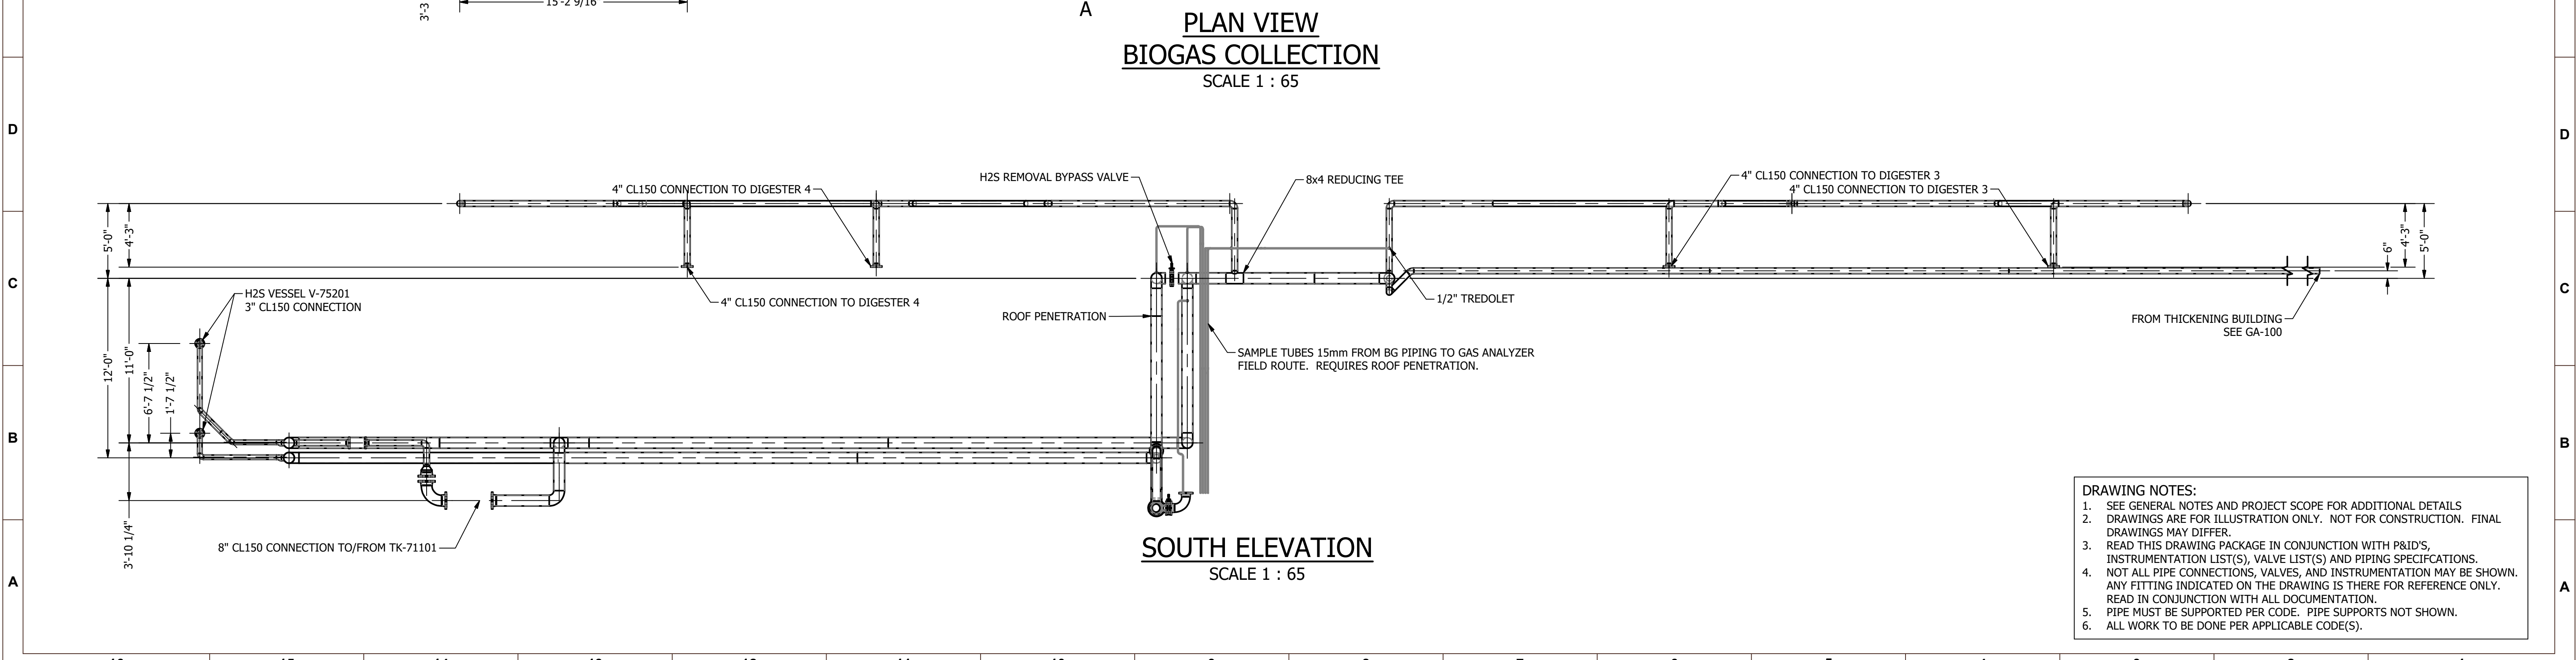 15'-2 9/16"
3'-3
A
PLAN VIEW
BIOGAS COLLECTION
SCALE 1 : 65
D
D
H2S REMOVAL BYPASS VALVE
4" CL150 CONNECTION TO DIGESTER 3
8x4 REDUCING TEE
4" CL150 CONNECTION TO DIGESTER 4
4" CL150 CONNECTION TO DIGESTER 3
5'-0"
4'-3"
6"
4'-3"
5'-0"
C
C
H2S VESSEL V-75201
3" CL150 CONNECTION
4" CL150 CONNECTION TO DIGESTER 4
1/2" TREDOLET
ROOF PENETRATION
FROM THICKENING BUILDING
SEE GA-100
SAMPLE TUBES 15mm FROM BG PIPING TO GAS ANALYZER
FIELD ROUTE. REQUIRES ROOF PENETRATION.
12'-0"
11'-0"
6'-7 1/2"
1'-7 1/2"
B
B
3'-10 1/4"
8" CL150 CONNECTION TO/FROM TK-71101
SOUTH ELEVATION
SCALE 1 : 65
A
A
DRAWING NOTES:
1. SEE GENERAL NOTES AND PROJECT SCOPE FOR ADDITIONAL DETAILS
2. DRAWINGS ARE FOR ILLUSTRATION ONLY. NOT FOR CONSTRUCTION. FINAL
DRAWINGS MAY DIFFER.
3. READ THIS DRAWING PACKAGE IN CONJUNCTION WITH P&ID'S,
INSTRUMENTATION LIST(S), VALVE LIST(S) AND PIPING SPECIFCATIONS.
4. NOT ALL PIPE CONNECTIONS, VALVES, AND INSTRUMENTATION MAY BE SHOWN.
ANY FITTING INDICATED ON THE DRAWING IS THERE FOR REFERENCE ONLY.
READ IN CONJUNCTION WITH ALL DOCUMENTATION.
5. PIPE MUST BE SUPPORTED PER CODE. PIPE SUPPORTS NOT SHOWN.
6. ALL WORK TO BE DONE PER APPLICABLE CODE(S).